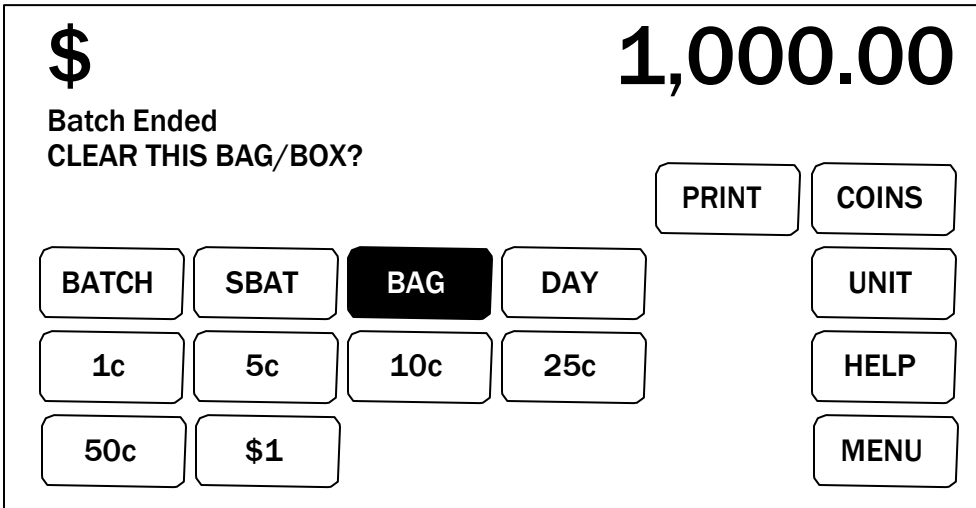 $ 1,000.00
Batch Ended
CLEAR THIS BAG/BOX?
PRINT COINS
BATCH SBAT BAG DAY UNIT
1c 5c 10c 25c HELP
50c $1 MENU